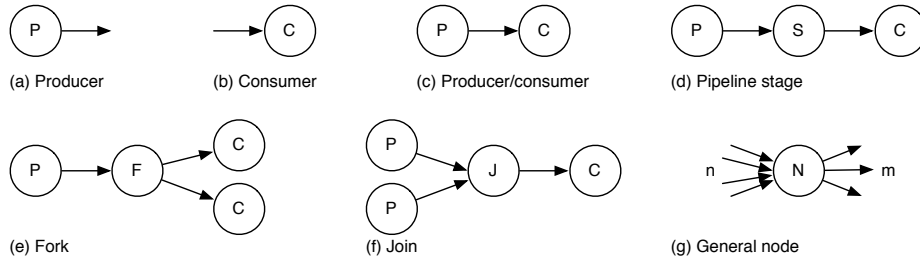 P
C
P C
P S C
(a) Producer
(b) Consumer
(c) Producer/consumer
(d) Pipeline stage
P F C C
P P J C
n N m
(e) Fork
(f) Join
(g) General node